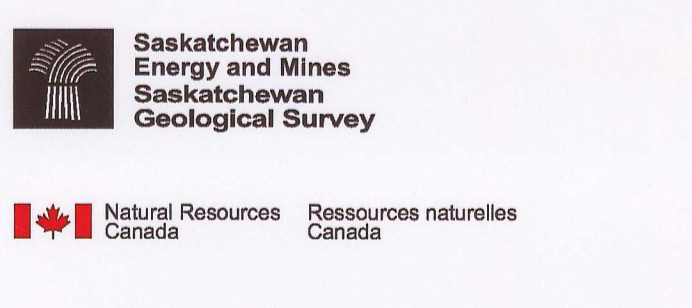 Saskatchewan
Energy and Mines
Saskatchewan
Geological Survey
Natural Resources
Canada
Ressources naturelles
Canada